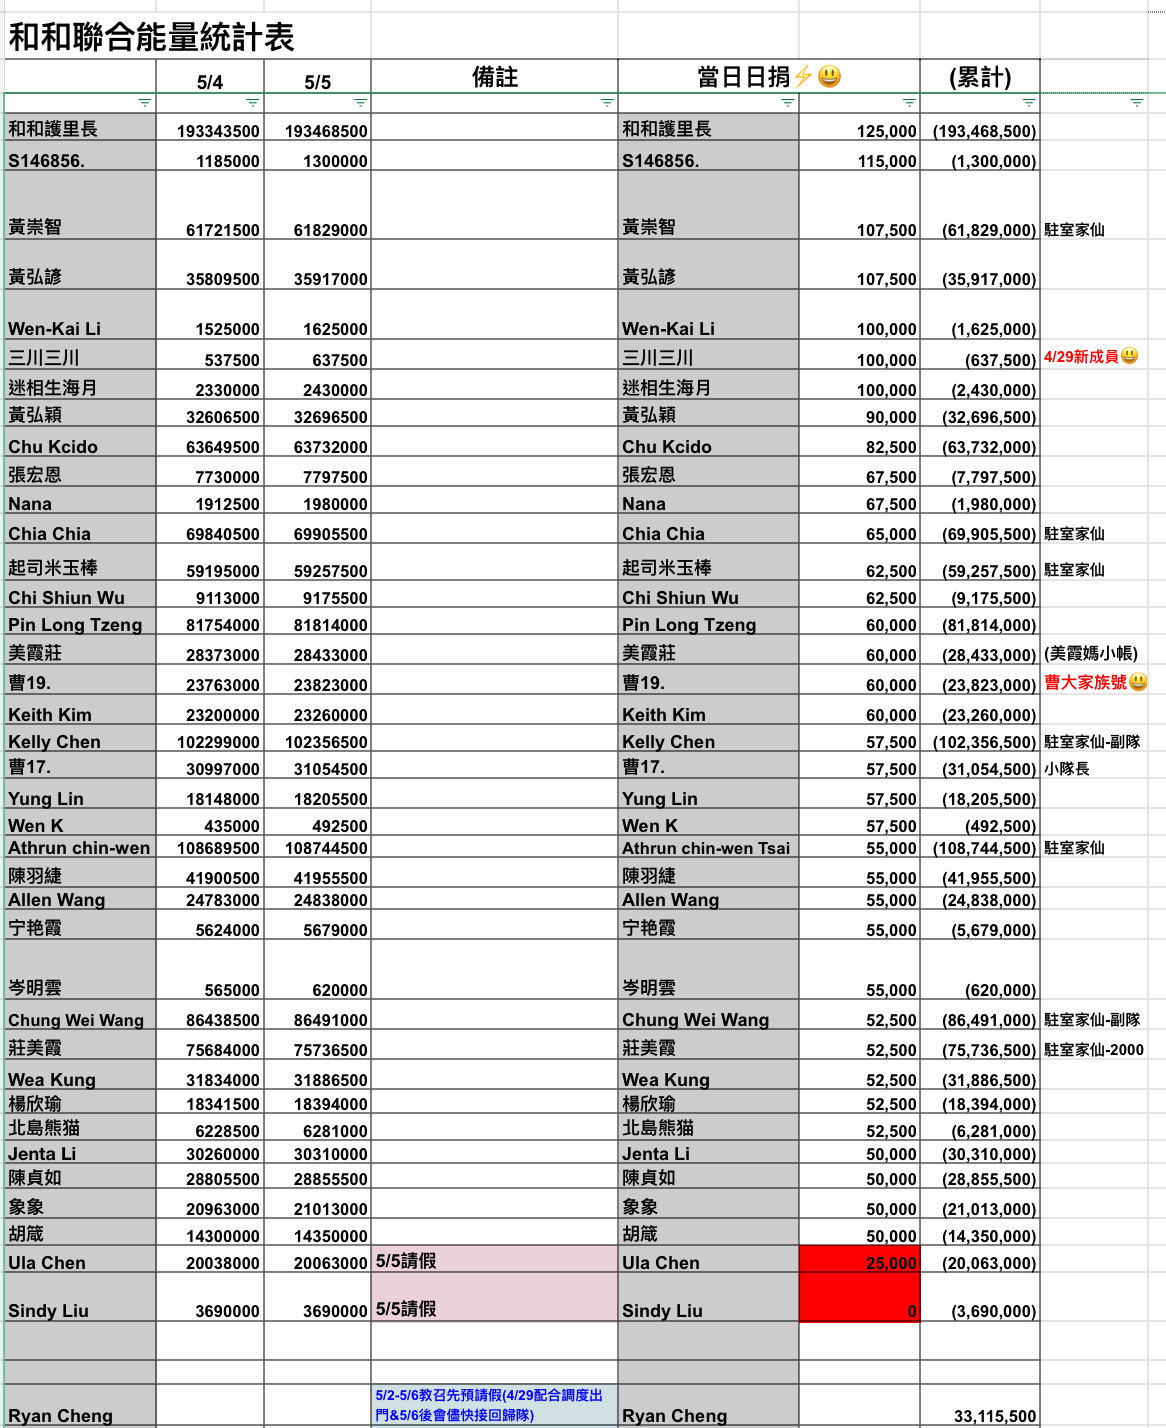 和和聯合能量統計表
5/4 5/5 備註 當日日捐⚡😃 (累計)
和和護里長 193343500 193468500 和和護里長 125,000 (193,468,500)
S146856. 1185000 1300000 S146856. 115,000 (1,300,000)
黃崇智 61721500 61829000 黃崇智 107,500 (61,829,000) 駐室家仙
黃弘諺 35809500 35917000 黃弘諺 107,500 (35,917,000)
Wen-Kai Li 1525000 1625000 Wen-Kai Li 100,000 (1,625,000)
三川三川 537500 637500 三川三川 100,000 (637,500) 4/29新成員😃
迷相生海月 2330000 2430000 迷相生海月 100,000 (2,430,000)
黃弘穎 32606500 32696500 黃弘穎 90,000 (32,696,500)
Chu Kcido 63649500 63732000 Chu Kcido 82,500 (63,732,000)
張宏恩 7730000 7797500 張宏恩 67,500 (7,797,500)
Nana 1912500 1980000 Nana 67,500 (1,980,000)
Chia Chia 69840500 69905500 Chia Chia 65,000 (69,905,500) 駐室家仙
起司米玉棒 59195000 59257500 起司米玉棒 62,500 (59,257,500) 駐室家仙
Chi Shiun Wu 9113000 9175500 Chi Shiun Wu 62,500 (9,175,500)
Pin Long Tzeng 81754000 81814000 Pin Long Tzeng 60,000 (81,814,000)
美霞莊 28373000 28433000 美霞莊 60,000 (28,433,000) (美霞媽小帳)
曹19. 23763000 23823000 曹19. 60,000 (23,823,000) 曹大家族號😃
Keith Kim 23200000 23260000 Keith Kim 60,000 (23,260,000)
Kelly Chen 102299000 102356500 Kelly Chen 57,500 (102,356,500) 駐室家仙-副隊
曹17. 30997000 31054500 曹17. 57,500 (31,054,500) 小隊長
Yung Lin 18148000 18205500 Yung Lin 57,500 (18,205,500)
Wen K 435000 492500 Wen K 57,500 (492,500)
Athrun chin-wen 108689500 108744500 Athrun chin-wen Tsai 55,000 (108,744,500) 駐室家仙
陳羽緁 41900500 41955500 陳羽緁 55,000 (41,955,500)
Allen Wang 24783000 24838000 Allen Wang 55,000 (24,838,000)
宁艳霞 5624000 5679000 宁艳霞 55,000 (5,679,000)
岑明雲 565000 620000 岑明雲 55,000 (620,000)
Chung Wei Wang 86438500 86491000 Chung Wei Wang 52,500 (86,491,000) 駐室家仙-副隊
莊美霞 75684000 75736500 莊美霞 52,500 (75,736,500) 駐室家仙-2000
Wea Kung 31834000 31886500 Wea Kung 52,500 (31,886,500)
楊欣瑜 18341500 18394000 楊欣瑜 52,500 (18,394,000)
北島熊猫 6228500 6281000 北島熊猫 52,500 (6,281,000)
Jenta Li 30260000 30310000 Jenta Li 50,000 (30,310,000)
陳貞如 28805500 28855500 陳貞如 50,000 (28,855,500)
象象 20963000 21013000 象象 50,000 (21,013,000)
胡箴 14300000 14350000 胡箴 50,000 (14,350,000)
Ula Chen 20038000 20063000 5/5請假 Ula Chen 25,000 (20,063,000)
Sindy Liu 3690000 3690000 5/5請假 Sindy Liu 0 (3,690,000)
5/2-5/6教召先預請假(4/29配合調度出
門&5/6後會儘快接回歸隊)
Ryan Cheng Ryan Cheng 33,115,500